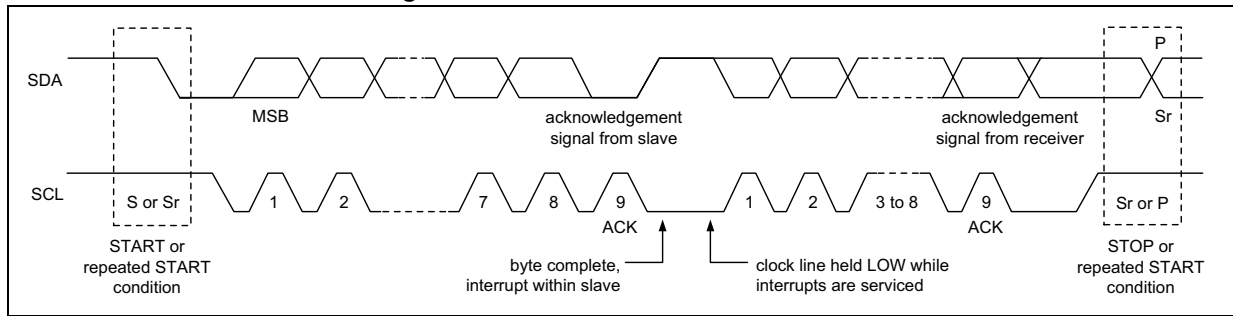 SDA
MSB
acknowledgement
signal from slave
acknowledgement
signal from receiver
P
Sr
SCL
S or Sr
1
2
7
8
9
ACK
1
2
3 to 8
9
ACK
Sr or P
START or
repeated START
condition
byte complete,
interrupt within slave
clock line held LOW while
interrupts are serviced
STOP or
repeated START
condition